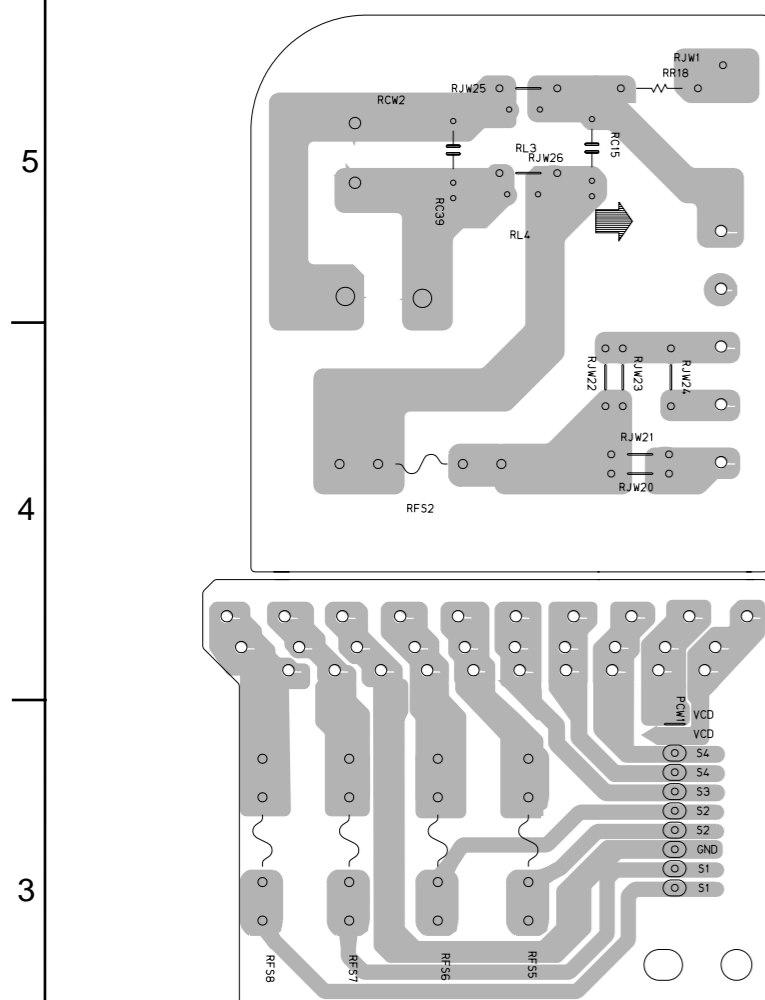 RJW1
RR18
RJW25
RCW2
5
RL3
RJW26
RC15
RC39
RL4
RJW22
RJW23
RJW24
RJW21
RJW20
4
RFS2
PCW1
VCD
VCD
S4
S4
S3
S2
S2
GND
S1
S1
3
RFS8
RFS7
RFS6
RFS5